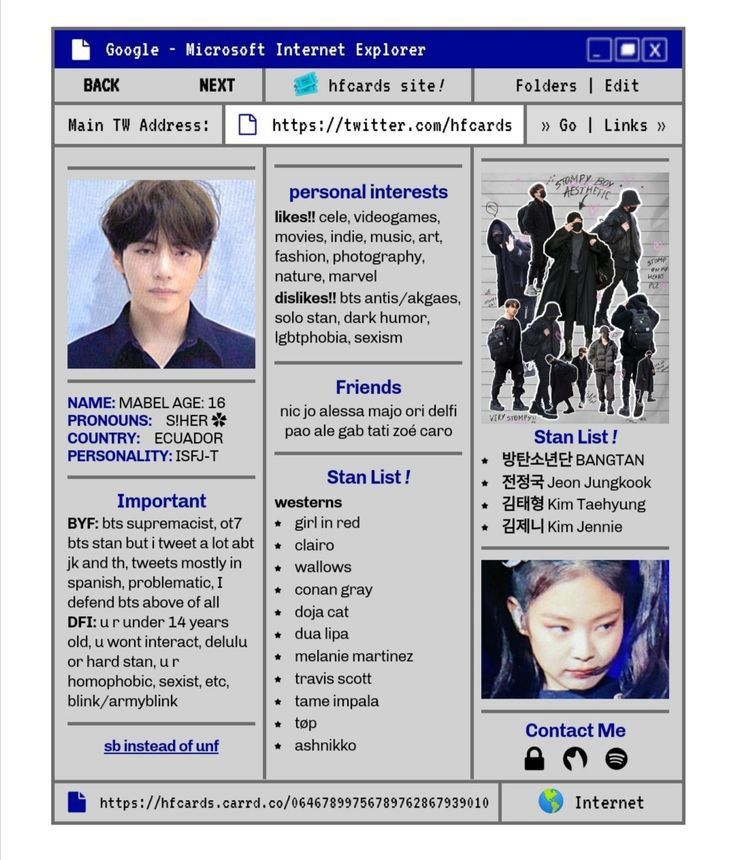 Google - Microsoft Internet Explorer
BACK NEXT
hfcards site!
Folders | Edit
Main TW Address:
https://twitter.com/hfcards
» Go | Links »
NAME: MABEL AGE: 16
PRONOUNS: S!HER
COUNTRY: ECUADOR
PERSONALITY: ISFJ-T
Important
BYF: bts supremacist, ot7
bts stan but i tweet a lot abt
jk and th, tweets mostly in
spanish, problematic, I
defend bts above of all
DFI: u r under 14 years
old, u wont interact, delulu
or hard stan, u r
homophobic, sexist, etc,
blink/armyblink
sb instead of unf
personal interests
likes!! cele, videogames,
movies, indie, music, art,
fashion, photography,
nature, marvel
dislikes!! bts antis/akgaes,
solo stan, dark humor,
lgbtphobia, sexism
Friends
nic jo alessa majo ori delfi
pao ale gab tati zoé caro
Stan List !
westerns
girl in red
clairo
wallows
conan gray
doja cat
dua lipa
melanie martinez
travis scott
tame impala
tøp
ashnikko
STOMPY BOY
AESTHETIC
STOMP
ON MY
HEART
PLZ
VERY STOMPY!!
Stan List !
방탄소년단 BANGTAN
전정국 Jeon Jungkook
김태형 Kim Taehyung
김제니 Kim Jennie
Contact Me
https://hfcards.carrd.co/06467899756789762867939010
Internet